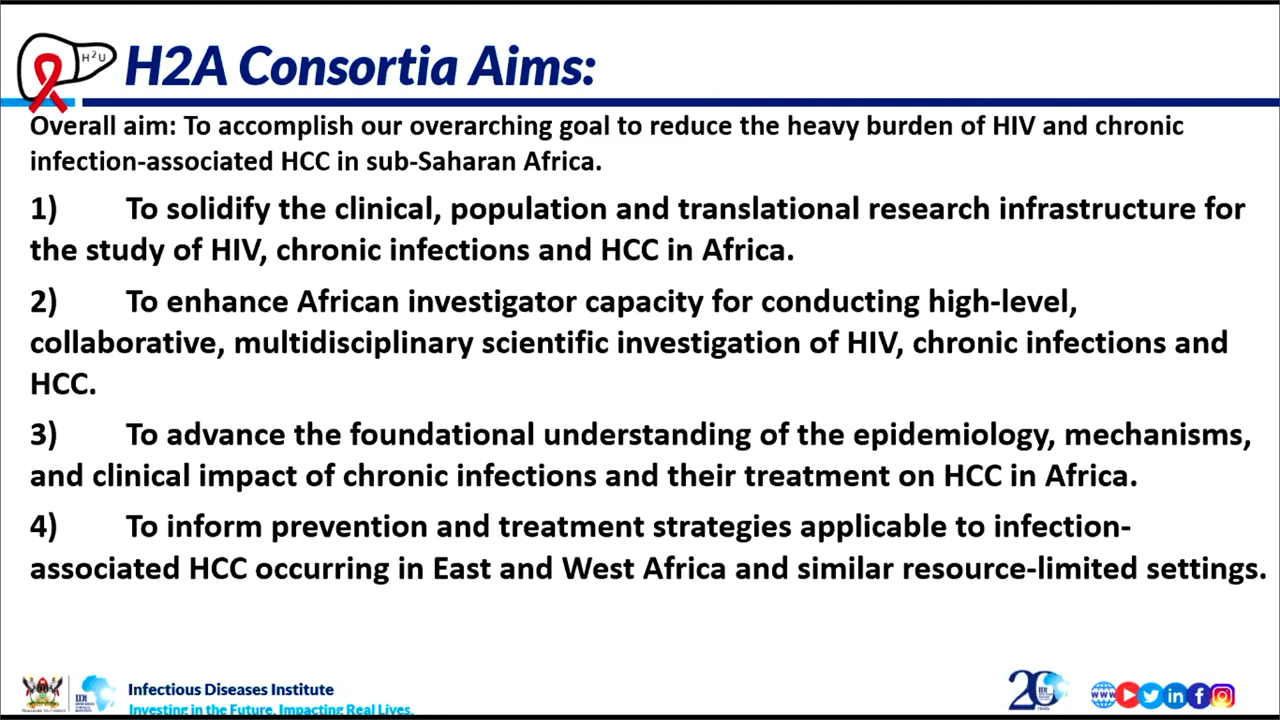 H²U
H2A Consortia Aims:
Overall aim: To accomplish our overarching goal to reduce the heavy burden of HIV and chronic
infection-associated HCC in sub-Saharan Africa.
1) To solidify the clinical, population and translational research infrastructure for
the study of HIV, chronic infections and HCC in Africa.
2) To enhance African investigator capacity for conducting high-level,
collaborative, multidisciplinary scientific investigation of HIV, chronic infections and
HCC.
3) To advance the foundational understanding of the epidemiology, mechanisms,
and clinical impact of chronic infections and their treatment on HCC in Africa.
4) To inform prevention and treatment strategies applicable to infection-
associated HCC occurring in East and West Africa and similar resource-limited settings.
Infectious Diseases Institute
Investing in the Future. Impacting Real Lives.
IDI
20
YEARS